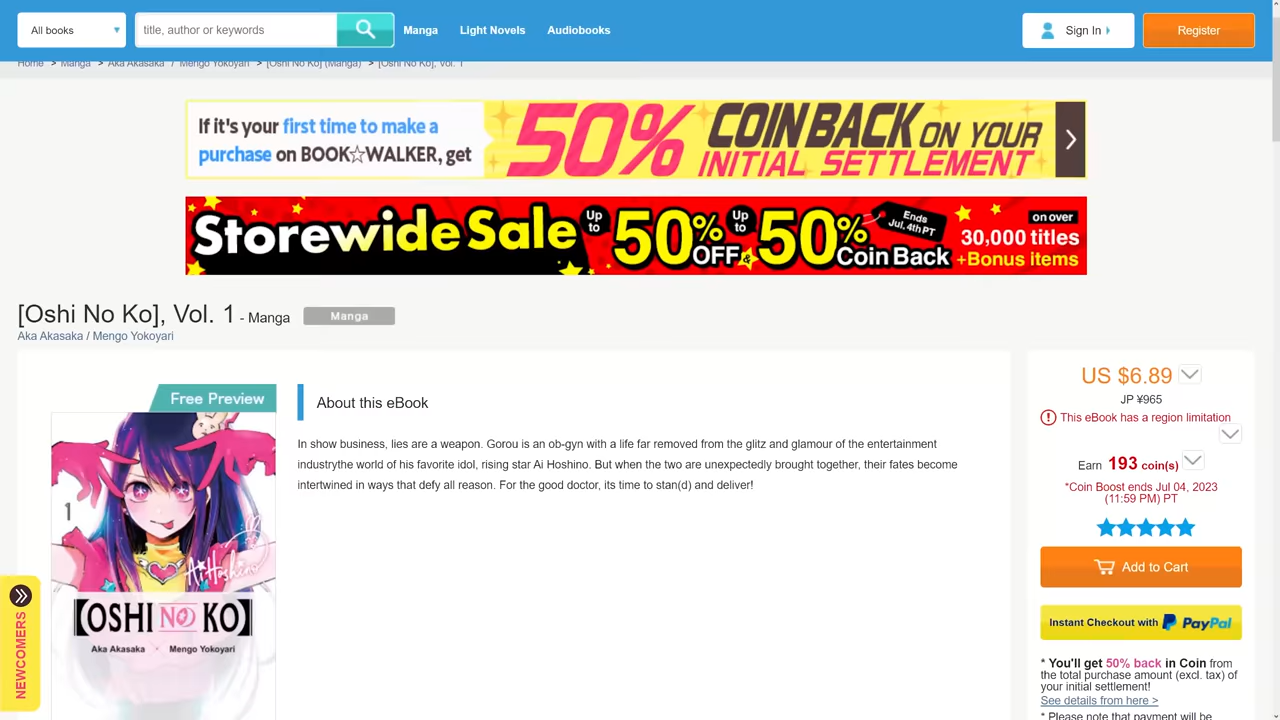 All books
title, author or keywords
Manga
Light Novels
Audiobooks
Sign In
Register
Home > Manga > Aka Akasaka / Mengo Yokoyari > [Oshi No Ko] (Manga) > [Oshi No Ko], Vol. 1
If it's your first time to make a
purchase on BOOK☆WALKER, get
50% COIN BACK ON YOUR
INITIAL SETTLEMENT
Storewide Sale Up to 50% OFF & Up to 50% Coin Back
Ends
Jul. 4th PT
on over
30,000 titles
+Bonus items
[Oshi No Ko], Vol. 1 - Manga
Manga
Aka Akasaka / Mengo Yokoyari
Free Preview
1
Ai Hoshino
[OSHI NO KO]
Aka Akasaka × Mengo Yokoyari
NEWCOMERS
About this eBook
In show business, lies are a weapon. Gorou is an ob-gyn with a life far removed from the glitz and glamour of the entertainment
industrythe world of his favorite idol, rising star Ai Hoshino. But when the two are unexpectedly brought together, their fates become
intertwined in ways that defy all reason. For the good doctor, its time to stan(d) and deliver!
US $6.89
JP ¥965
This eBook has a region limitation
Earn 193 coin(s)
*Coin Boost ends Jul 04, 2023
(11:59 PM) PT
Add to Cart
Instant Checkout with PayPal
* You'll get 50% back in Coin from
the total purchase amount (excl. tax) of
your initial settlement!
See details from here >
* Please note that payment will be